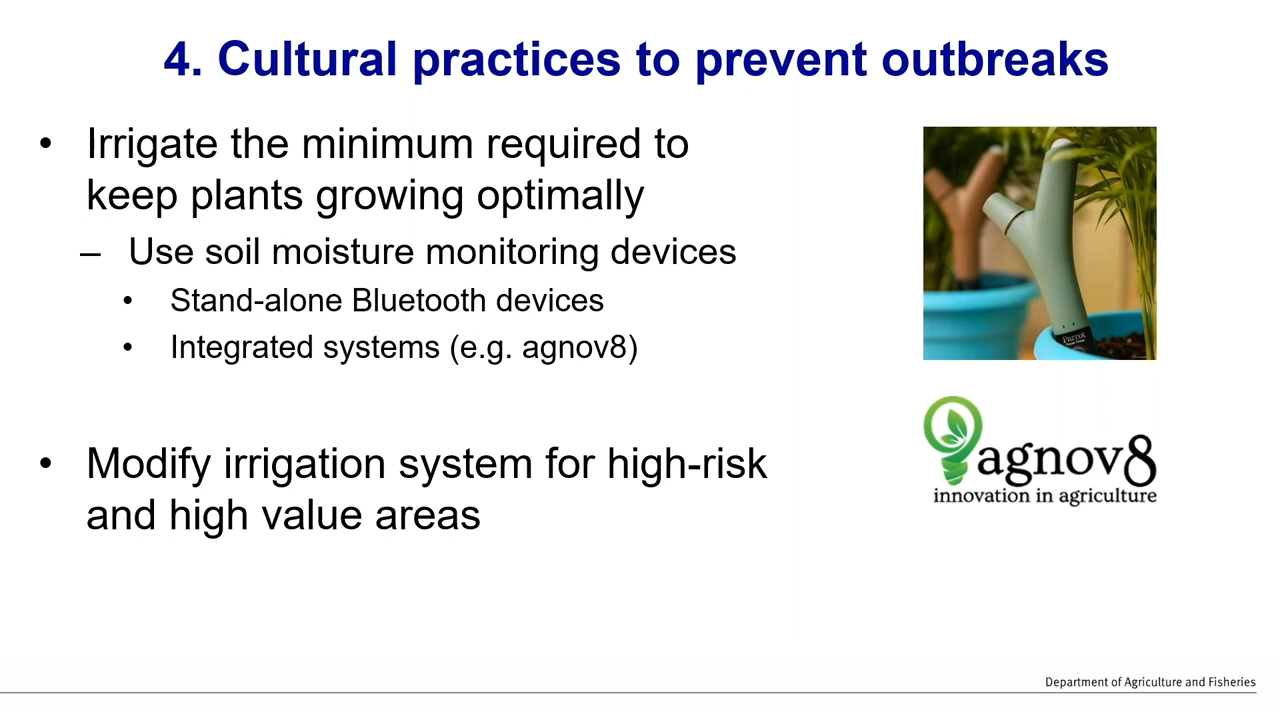 4. Cultural practices to prevent outbreaks
• Irrigate the minimum required to
keep plants growing optimally
– Use soil moisture monitoring devices
• Stand-alone Bluetooth devices
• Integrated systems (e.g. agnov8)
• Modify irrigation system for high-risk
and high value areas
Parrot
agnov8
innovation in agriculture
Department of Agriculture and Fisheries